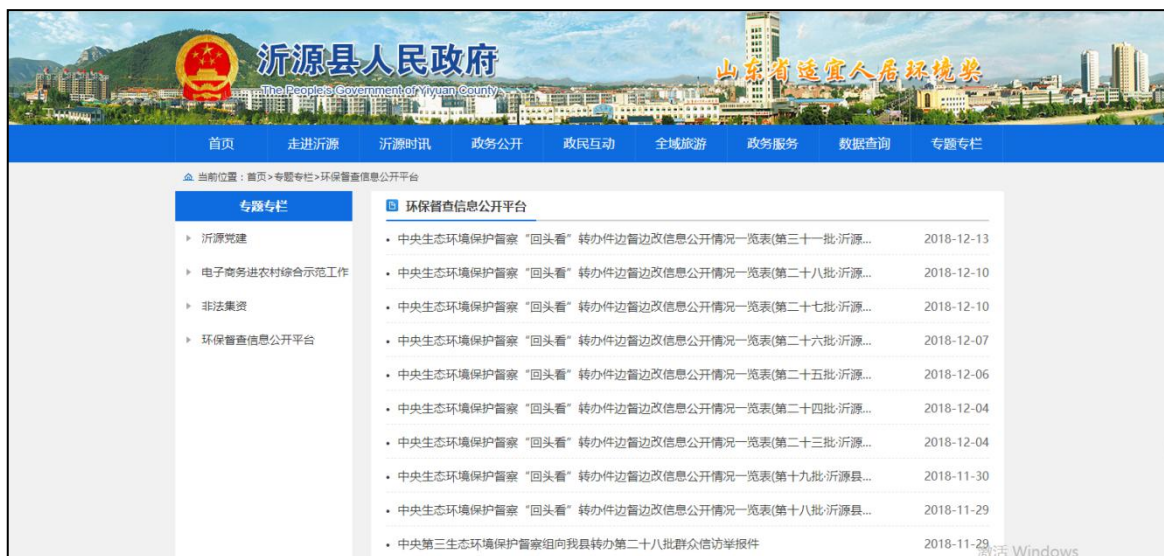 沂源县人民政府
The People's Government of Yiyuan County
山东省适宜人居环境奖
首页 走进沂源 沂源时讯 政务公开 政民互动 全域旅游 政务服务 数据查询 专题专栏
当前位置：首页>专题专栏>环保督查信息公开平台
专题专栏
沂源党建
电子商务进农村综合示范工作
非法集资
环保督查信息公开平台
环保督查信息公开平台
中央生态环境保护督察“回头看”转办件边督边改信息公开情况一览表(第三十一批·沂源... 2018-12-13
中央生态环境保护督察“回头看”转办件边督边改信息公开情况一览表(第二十八批·沂源... 2018-12-10
中央生态环境保护督察“回头看”转办件边督边改信息公开情况一览表(第二十七批·沂源... 2018-12-10
中央生态环境保护督察“回头看”转办件边督边改信息公开情况一览表(第二十六批·沂源... 2018-12-07
中央生态环境保护督察“回头看”转办件边督边改信息公开情况一览表(第二十五批·沂源... 2018-12-06
中央生态环境保护督察“回头看”转办件边督边改信息公开情况一览表(第二十四批·沂源... 2018-12-04
中央生态环境保护督察“回头看”转办件边督边改信息公开情况一览表(第二十三批·沂源... 2018-12-04
中央生态环境保护督察“回头看”转办件边督边改信息公开情况一览表(第十九批·沂源县... 2018-11-30
中央生态环境保护督察“回头看”转办件边督边改信息公开情况一览表(第十八批·沂源县... 2018-11-29
中央第三生态环境保护督察组向我县转办第二十八批群众信访举报件 2018-11-29
激活 Windows